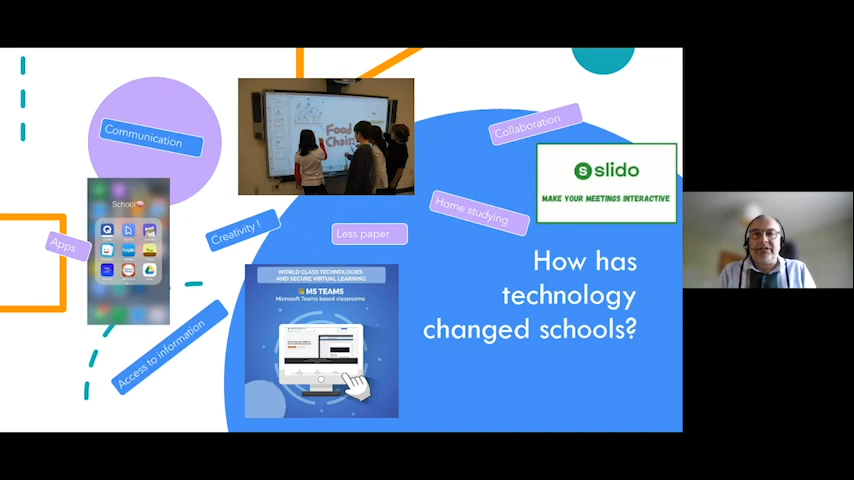 Communication
Food
Chain
Collaboration
slido
MAKE YOUR MEETINGS INTERACTIVE
School
Apps
Creativity !
Less paper
Home studying
WORLD CLASS TECHNOLOGIES
AND SECURE VIRTUAL LEARNING
MS TEAMS
Microsoft Teams based classrooms
Access to information
How has
technology
changed schools?